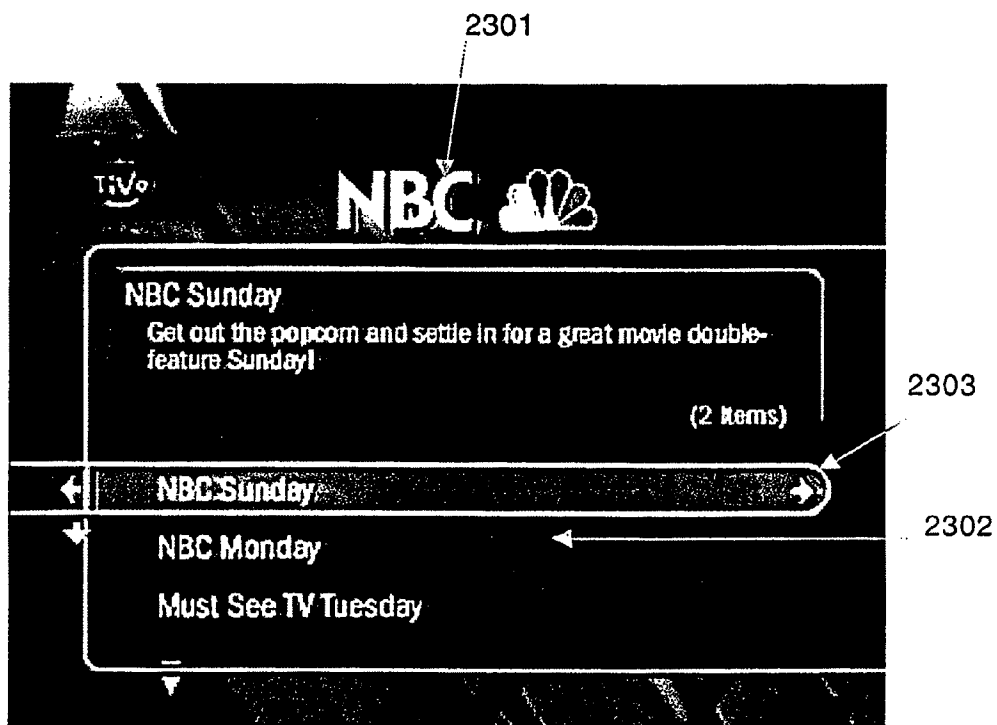 2301
TiVo
NBC
NBC Sunday
Get out the popcorn and settle in for a great movie double-
feature Sunday!
(2 Items)
2303
NBC Sunday
2302
NBC Monday
Must See TV Tuesday